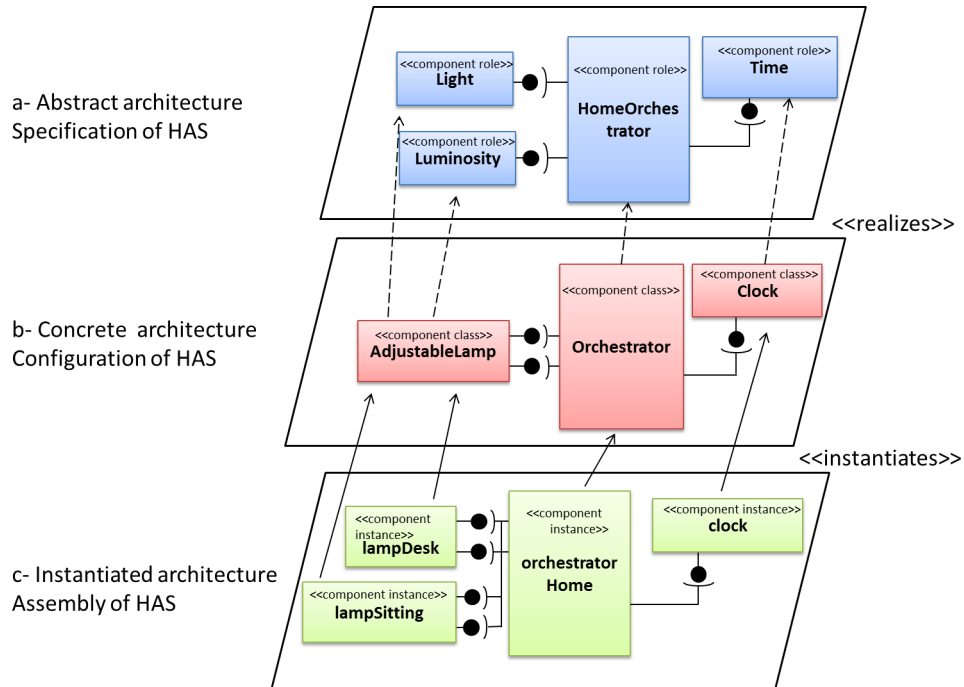 a- Abstract architecture
Specification of HAS
<<component role>>
Light
<<component role>>
Luminosity
<<component role>>
HomeOrches
trator
<<component role>>
Time
<<realizes>>
b- Concrete  architecture
Configuration of HAS
<<component class>>
AdjustableLamp
<<component class>>
Orchestrator
<<component class>>
Clock
<<instantiates>>
c- Instantiated architecture
Assembly of HAS
<<component
instance>>
lampDesk
<<component instance>>
lampSitting
<<component
instance>>
orchestrator
Home
<<component instance>>
clock